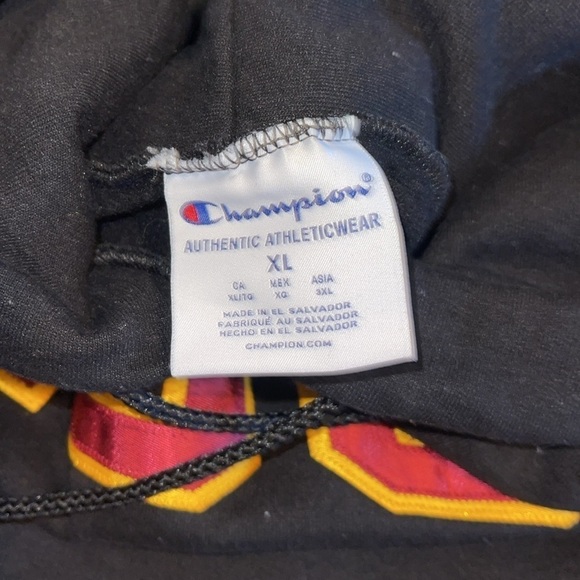 Champion®
AUTHENTIC ATHLETICWEAR
XL
CA MEX ASIA
XL/TG XG 3XL
MADE IN EL SALVADOR
FABRIQUÉ AU SALVADOR
HECHO EN EL SALVADOR
CHAMPION.COM